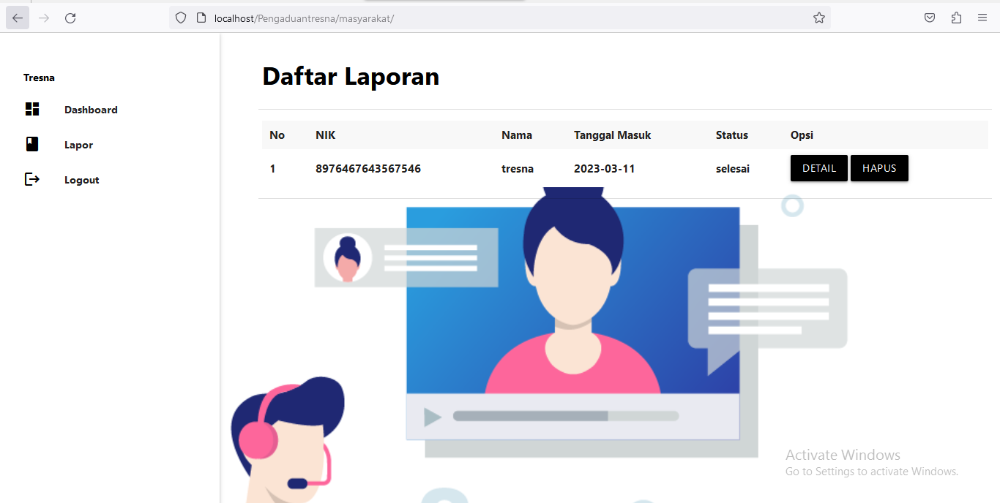 localhost/Pengaduantresna/masyarakat/
Tresna
Dashboard
Lapor
Logout
Daftar Laporan
No NIK Nama Tanggal Masuk Status Opsi
1 8976467643567546 tresna 2023-03-11 selesai DETAIL HAPUS
Activate Windows
Go to Settings to activate Windows.